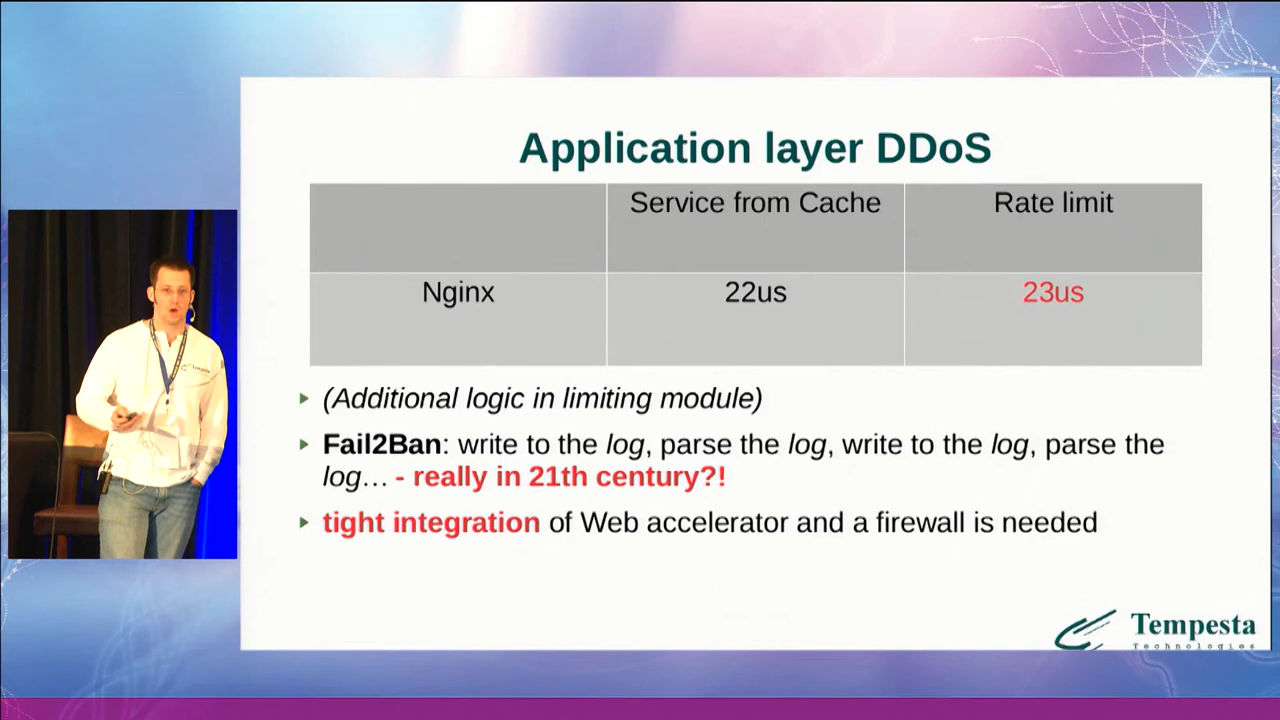 Application layer DDoS
Service from Cache
Rate limit
Nginx
22us
23us
(Additional logic in limiting module)
Fail2Ban: write to the log, parse the log, write to the log, parse the
log… - really in 21th century?!
tight integration of Web accelerator and a firewall is needed
Tempesta
Technologies
Tempesta